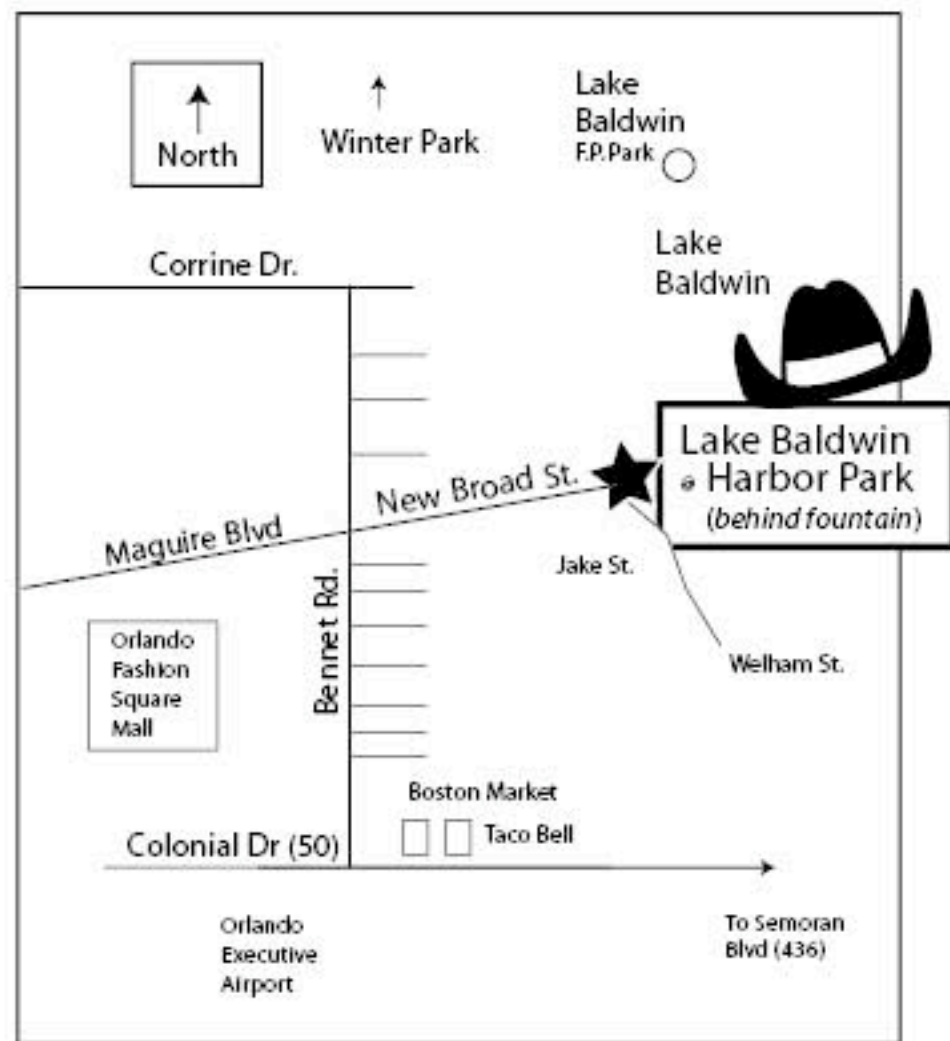 North
Winter Park
Lake
Baldwin
F.P. Park
Lake
Baldwin
Corrine Dr.
Lake Baldwin
@ Harbor Park
(behind fountain)
New Broad St.
Maguire Blvd
Jake St.
Bennet Rd.
Orlando
Fashion
Square
Mall
Welham St.
Boston Market
Taco Bell
Colonial Dr (50)
Orlando
Executive
Airport
To Semoran
Blvd (436)